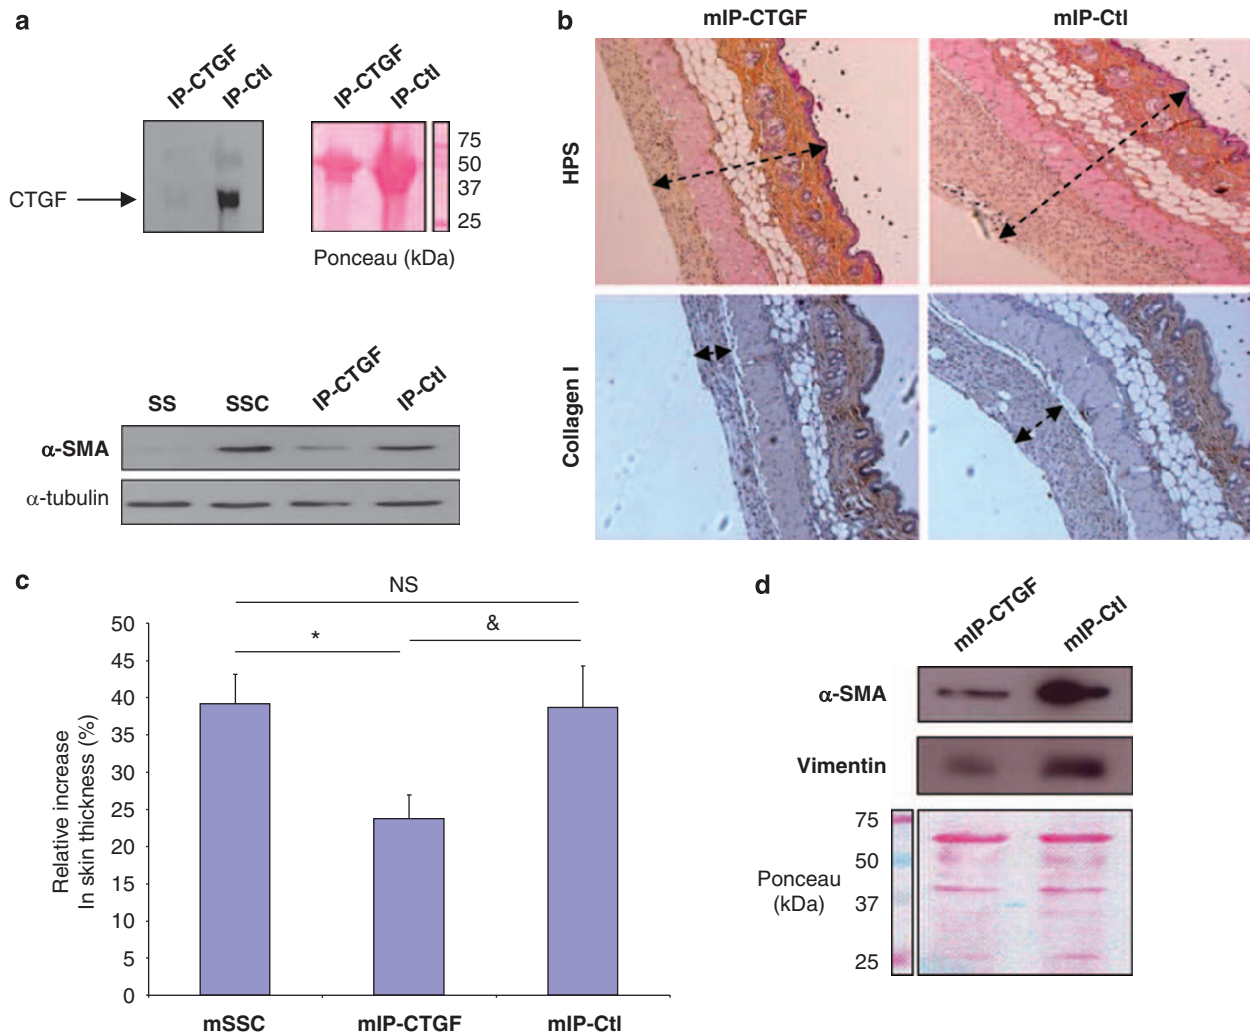 a
IP-CTGF
IP-Ctl
IP-CTGF
IP-Ctl
CTGF
75
50
37
25
Ponceau (kDa)
SS
SSC
IP-CTGF
IP-Ctl
α-SMA
α-tubulin
b
mIP-CTGF
mIP-Ctl
HPS
Collagen I
c
NS
*
&
Relative increase
In skin thickness (%)
50
45
40
35
30
25
20
15
10
5
0
mSSC
mIP-CTGF
mIP-Ctl
d
mIP-CTGF
mIP-Ctl
α-SMA
Vimentin
Ponceau
(kDa)
75
50
37
25